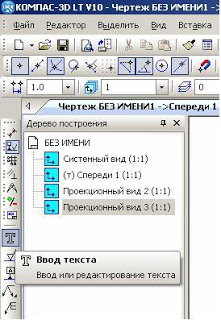 КОМПАС-3D LT V10 - Чертеж БЕЗ ИМЕНИ
Файл Редактор Выделить Вид Вставка
1.0 1 0
Чертеж БЕЗ ИМЕНИ1 ->Спереди 1
Дерево построения
БЕЗ ИМЕНИ
Системный вид (1:1)
(т) Спереди 1 (1:1)
Проекционный вид 2 (1:1)
Проекционный вид 3 (1:1)
Ввод текста
Ввод или редактирование текста